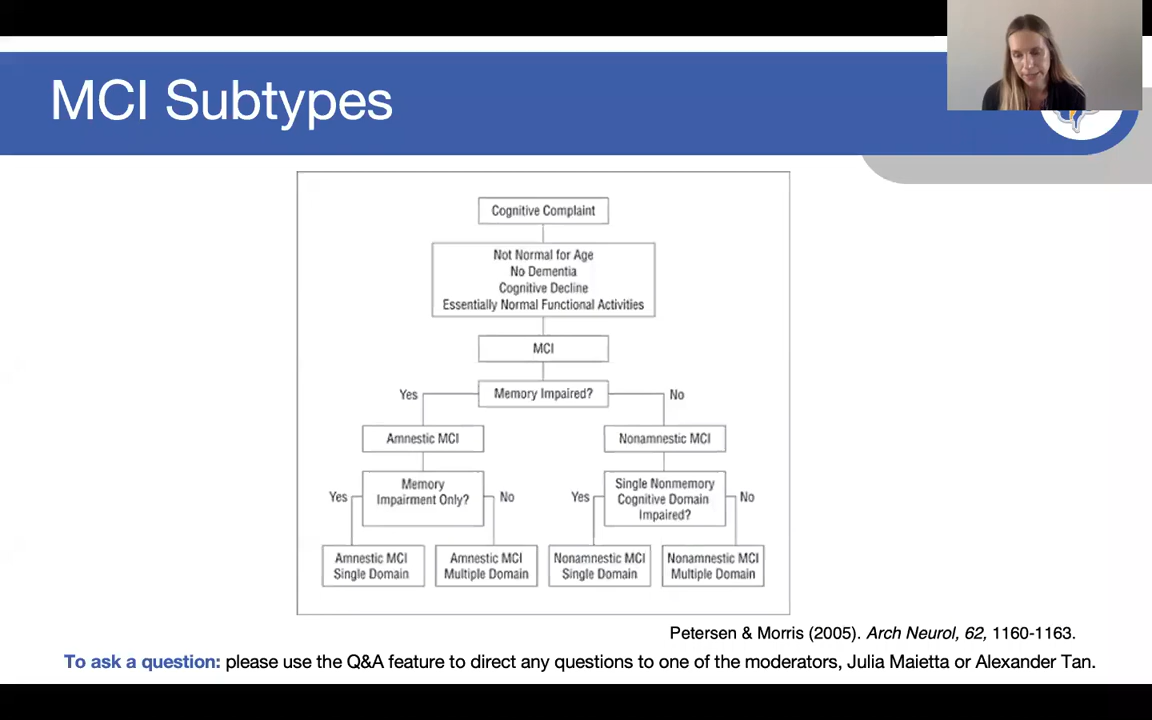 MCI Subtypes
Cognitive Complaint
Not Normal for Age
No Dementia
Cognitive Decline
Essentially Normal Functional Activities
MCI
Yes
Memory Impaired?
No
Amnestic MCI
Nonamnestic MCI
Yes
Memory
Impairment Only?
No
Yes
Single Nonmemory
Cognitive Domain
Impaired?
No
Amnestic MCI
Single Domain
Amnestic MCI
Multiple Domain
Nonamnestic MCI
Single Domain
Nonamnestic MCI
Multiple Domain
Petersen & Morris (2005). Arch Neurol, 62, 1160-1163.
To ask a question: please use the Q&A feature to direct any questions to one of the moderators, Julia Maietta or Alexander Tan.